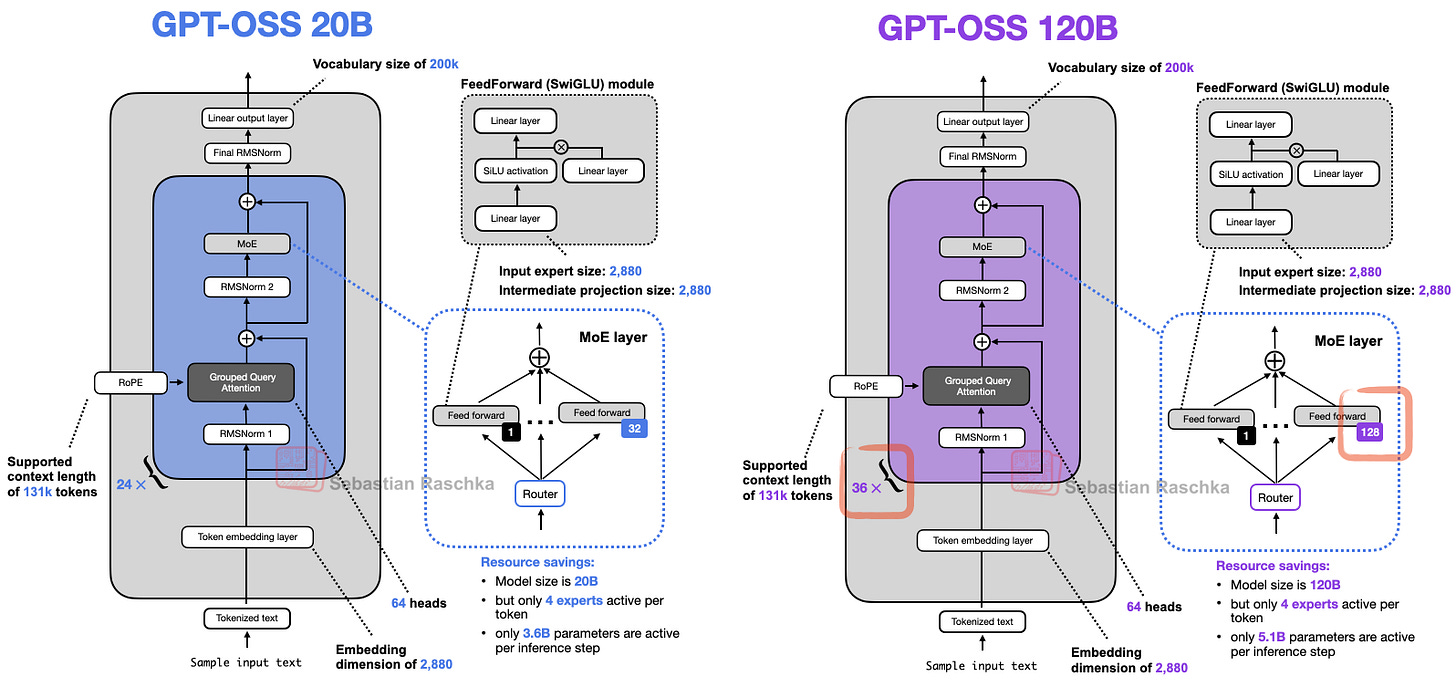 GPT-OSS 20B
Vocabulary size of 200k
FeedForward (SwiGLU) module
Linear output layer
Linear layer
Final RMSNorm
SiLU activation
Linear layer
Linear layer
MoE
Input expert size: 2,880
RMSNorm 2
Intermediate projection size: 2,880
MoE layer
RoPE
Grouped Query
Attention
Feed forward
1
...
Feed forward
32
RMSNorm 1
Supported
context length
of 131k tokens
24 ×
Sebastian Raschka
Router
Token embedding layer
Resource savings:
• Model size is 20B
• but only 4 experts active per
token
• only 3.6B parameters are active
per inference step
64 heads
Tokenized text
Embedding
dimension of 2,880
Sample input text
GPT-OSS 120B
Vocabulary size of 200k
FeedForward (SwiGLU) module
Linear output layer
Linear layer
Final RMSNorm
SiLU activation
Linear layer
Linear layer
MoE
Input expert size: 2,880
RMSNorm 2
Intermediate projection size: 2,880
MoE layer
RoPE
Grouped Query
Attention
Feed forward
1
...
Feed forward
128
RMSNorm 1
Supported
context length
of 131k tokens
36 ×
Sebastian Raschka
Router
Token embedding layer
Resource savings:
• Model size is 120B
• but only 4 experts active per
token
• only 5.1B parameters are active
per inference step
64 heads
Tokenized text
Embedding
dimension of 2,880
Sample input text